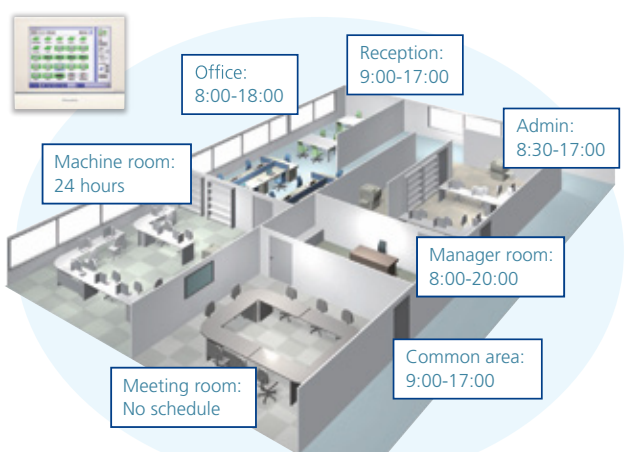 Reception:
9:00-17:00
Office:
8:00-18:00
Admin:
8:30-17:00
Machine room:
24 hours
Manager room:
8:00-20:00
Common area:
9:00-17:00
Meeting room:
No schedule